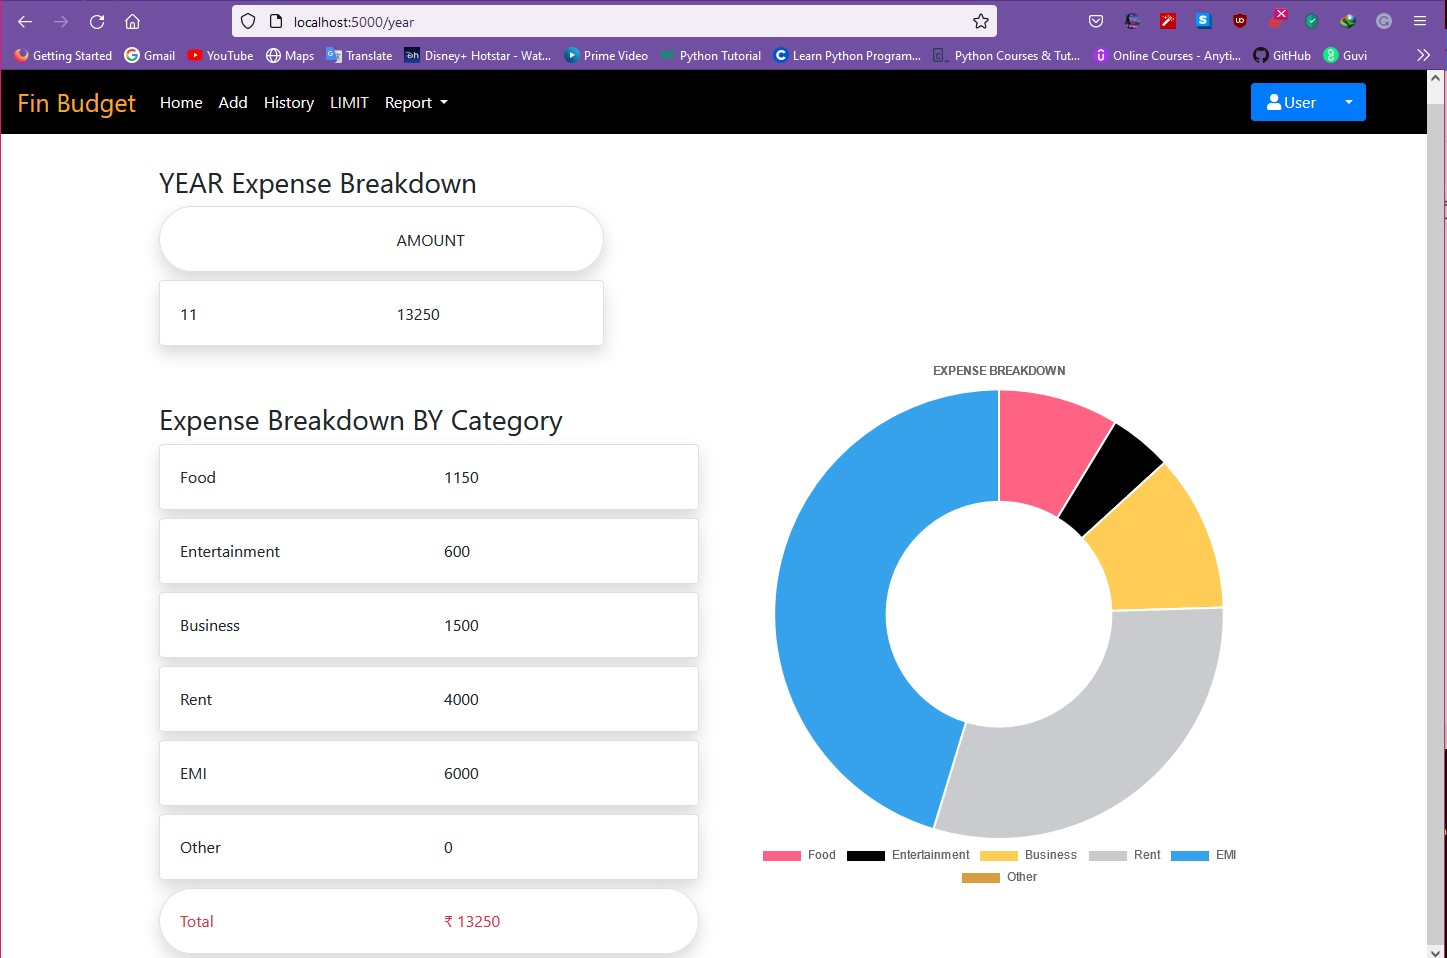 localhost:5000/year
Getting Started Gmail YouTube Maps Translate Disney+ Hotstar - Wat... Prime Video Python Tutorial Learn Python Program... Python Courses & Tut... Online Courses - Anyti... GitHub Guvi
Fin Budget Home Add History LIMIT Report User
YEAR Expense Breakdown
AMOUNT
11 13250
EXPENSE BREAKDOWN
Expense Breakdown BY Category
Food 1150
Entertainment 600
Business 1500
Rent 4000
EMI 6000
Other 0
Total ₹ 13250
Food Entertainment Business Rent EMI
Other